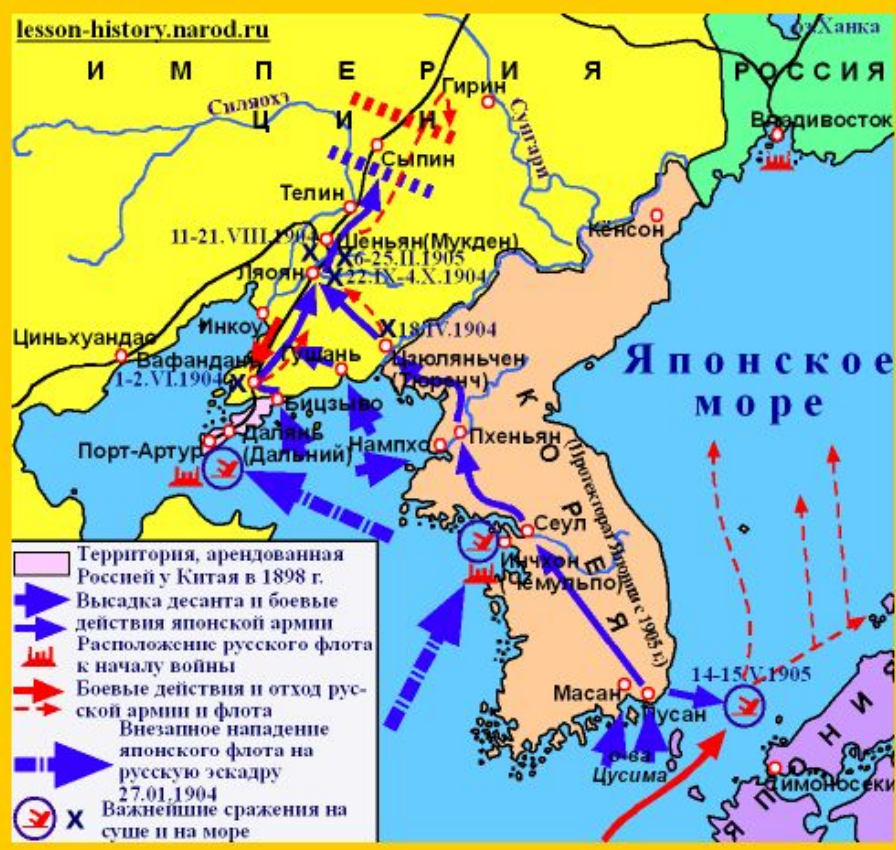 lesson-history.narod.ru
оз.Ханка
ИМПЕРИЯ
ЦИН
РОССИЯ
Гирин
Силяохэ
Сунгари
Владивосток
Сыпин
Телин
Кёнсон
11-21.VIII.1904
Шеньян(Мукден)
6-25.II.1905
Ляоян
22.IX-4.X.1904
Инкоу
18.IV.1904
Циньхуандао
Вафандань
Гушань
Цзюляньчен
(Тюренч)
1-2.VI.1904
Японское
море
Бицзыво
КОРЕЯ
Порт-Артур
Далянь
(Дальний)
Нампхо
Пхеньян
(Протекторат Японии с 1905 г.)
Сеул
Инчхон
(Чемульпо)
14-15.V.1905
Масан
Пусан
о-ва
Цусима
Симоносеки
ЯПОНИ
Территория, арендованная
Россией у Китая в 1898 г.
Высадка десанта и боевые
действия японской армии
Расположение русского флота
к началу войны
Боевые действия и отход рус-
ской армии и флота
Внезапное нападение
японского флота на
русскую эскадру
27.01.1904
Важнейшие сражения на
суше и на море